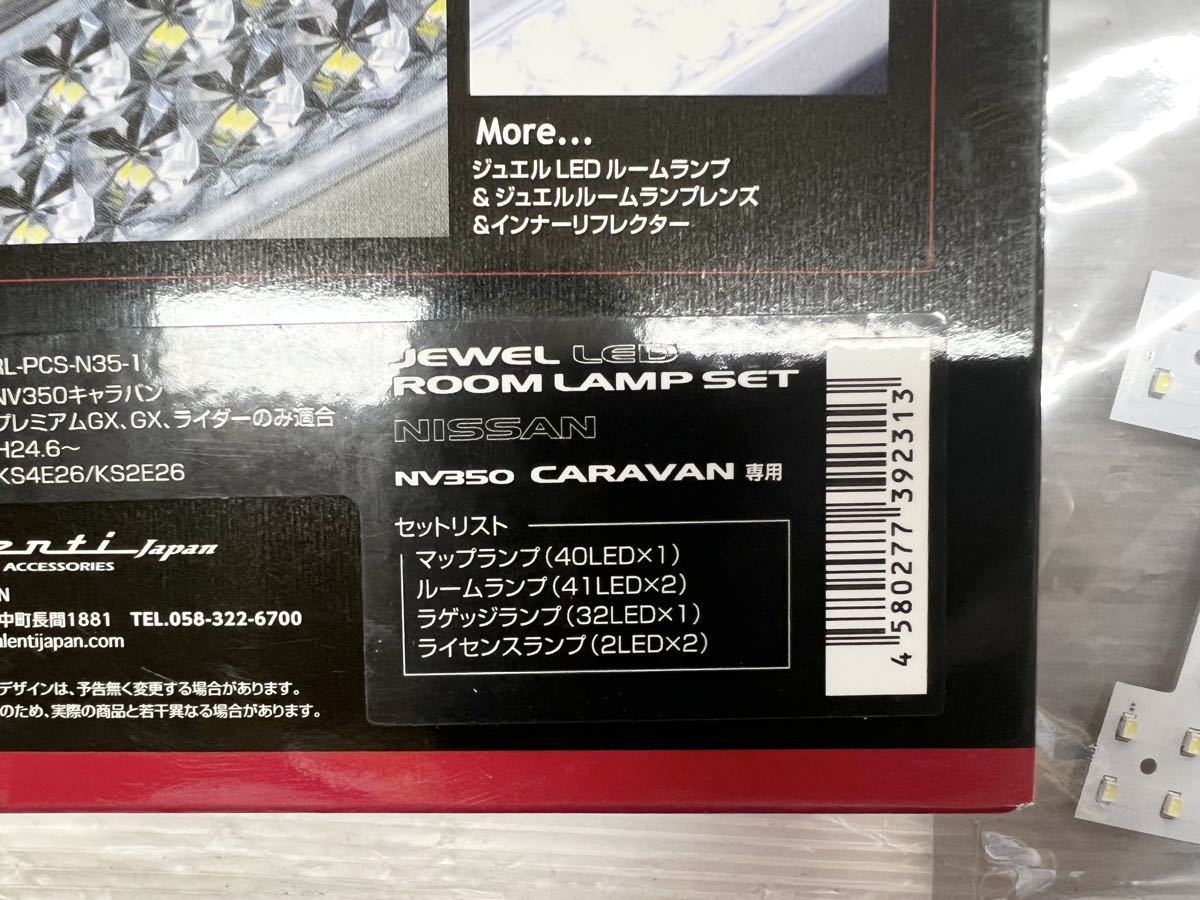 More...
ジュエル LED ルームランプ
& ジュエルルームランプレンズ
&インナーリフレクター
RL-PCS-N35-1
NV350キャラバン
プレミアムGX、GX、ライダーのみ適合
H24.6～
KS4E26/KS2E26
JEWEL LED
ROOM LAMP SET
NISSAN
NV350 CARAVAN 専用
セットリスト
マップランプ(40LED×1)
ルームランプ(41LED×2)
ラゲッジランプ(32LED×1)
ライセンスランプ(2LED×2)
4 580277 392313
enti Japan
ACCESSORIES
N
中町長間1881 TEL.058-322-6700
lentijapan.com
デザインは、予告無く変更する場合があります。
のため、実際の商品と若干異なる場合があります。